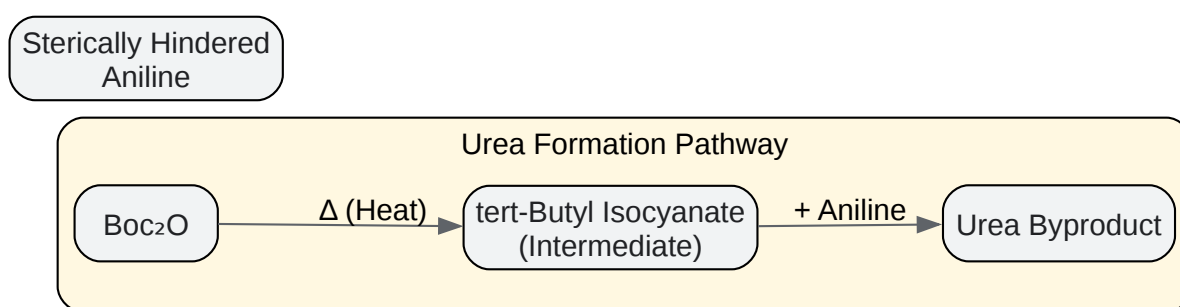 Sterically Hindered
Aniline
Urea Formation Pathway
Boc₂O
Δ (Heat)
tert-Butyl Isocyanate
(Intermediate)
+ Aniline
Urea Byproduct